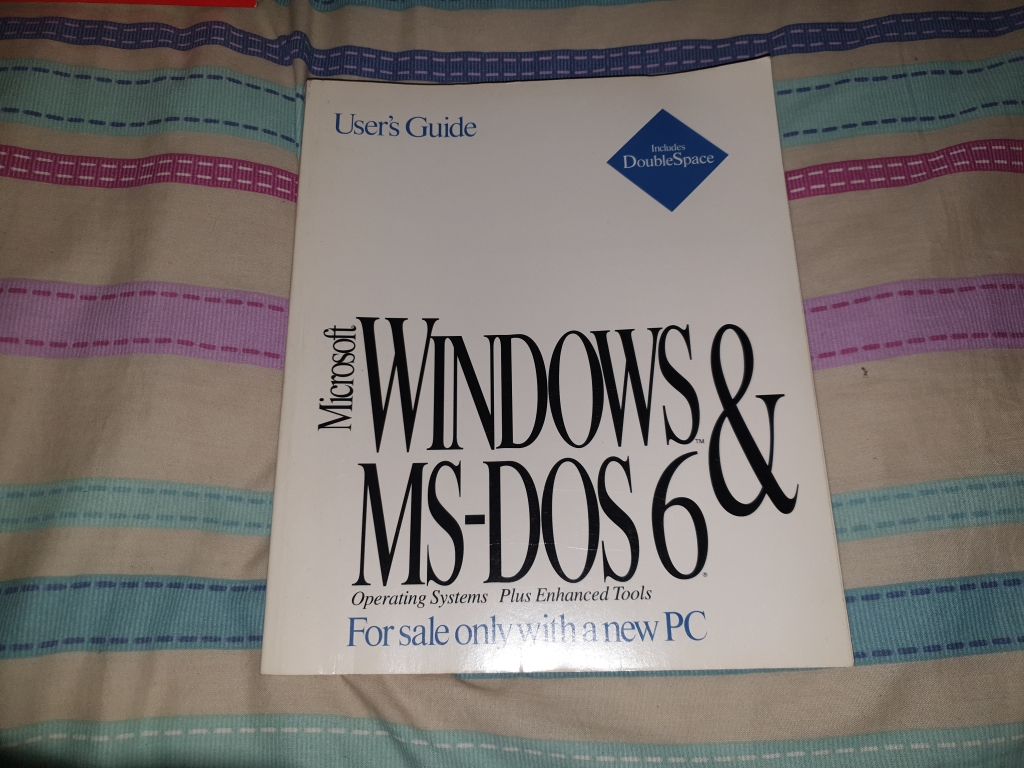 User's Guide
Includes
DoubleSpace
Microsoft
WINDOWS™ &
MS-DOS 6®
Operating Systems Plus Enhanced Tools
For sale only with a new PC